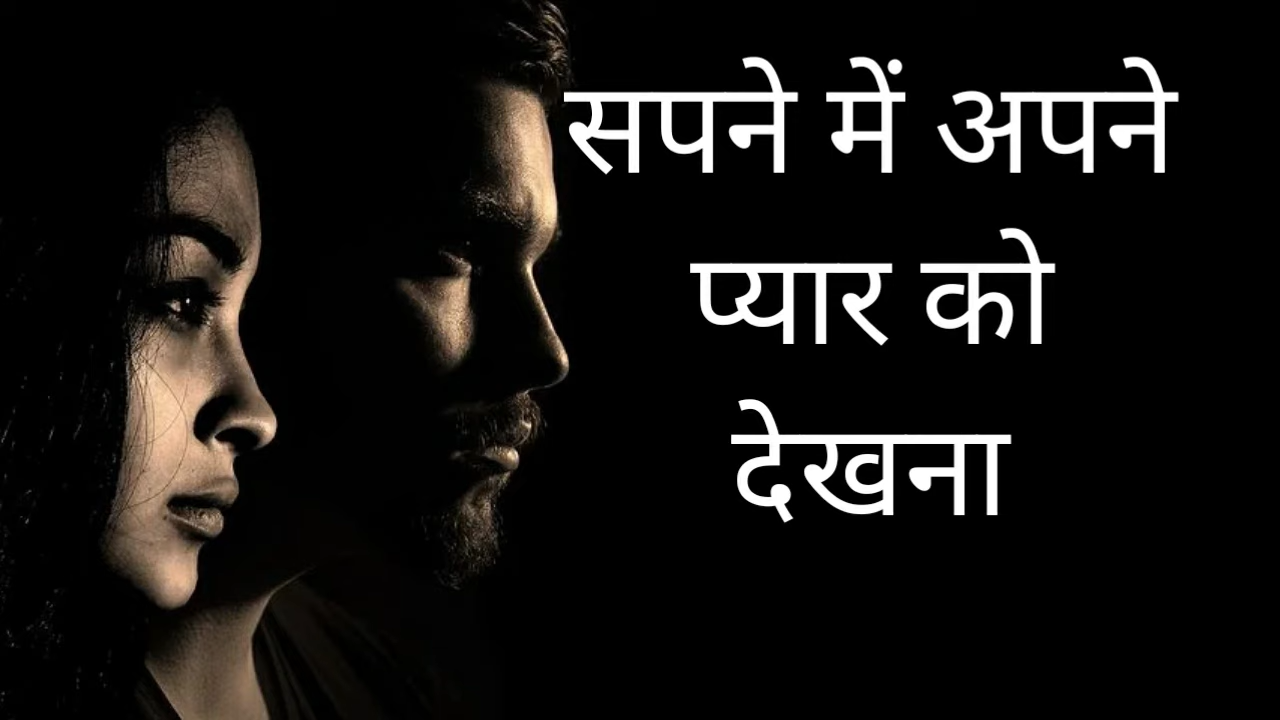 सपने में अपने
प्यार को
देखना